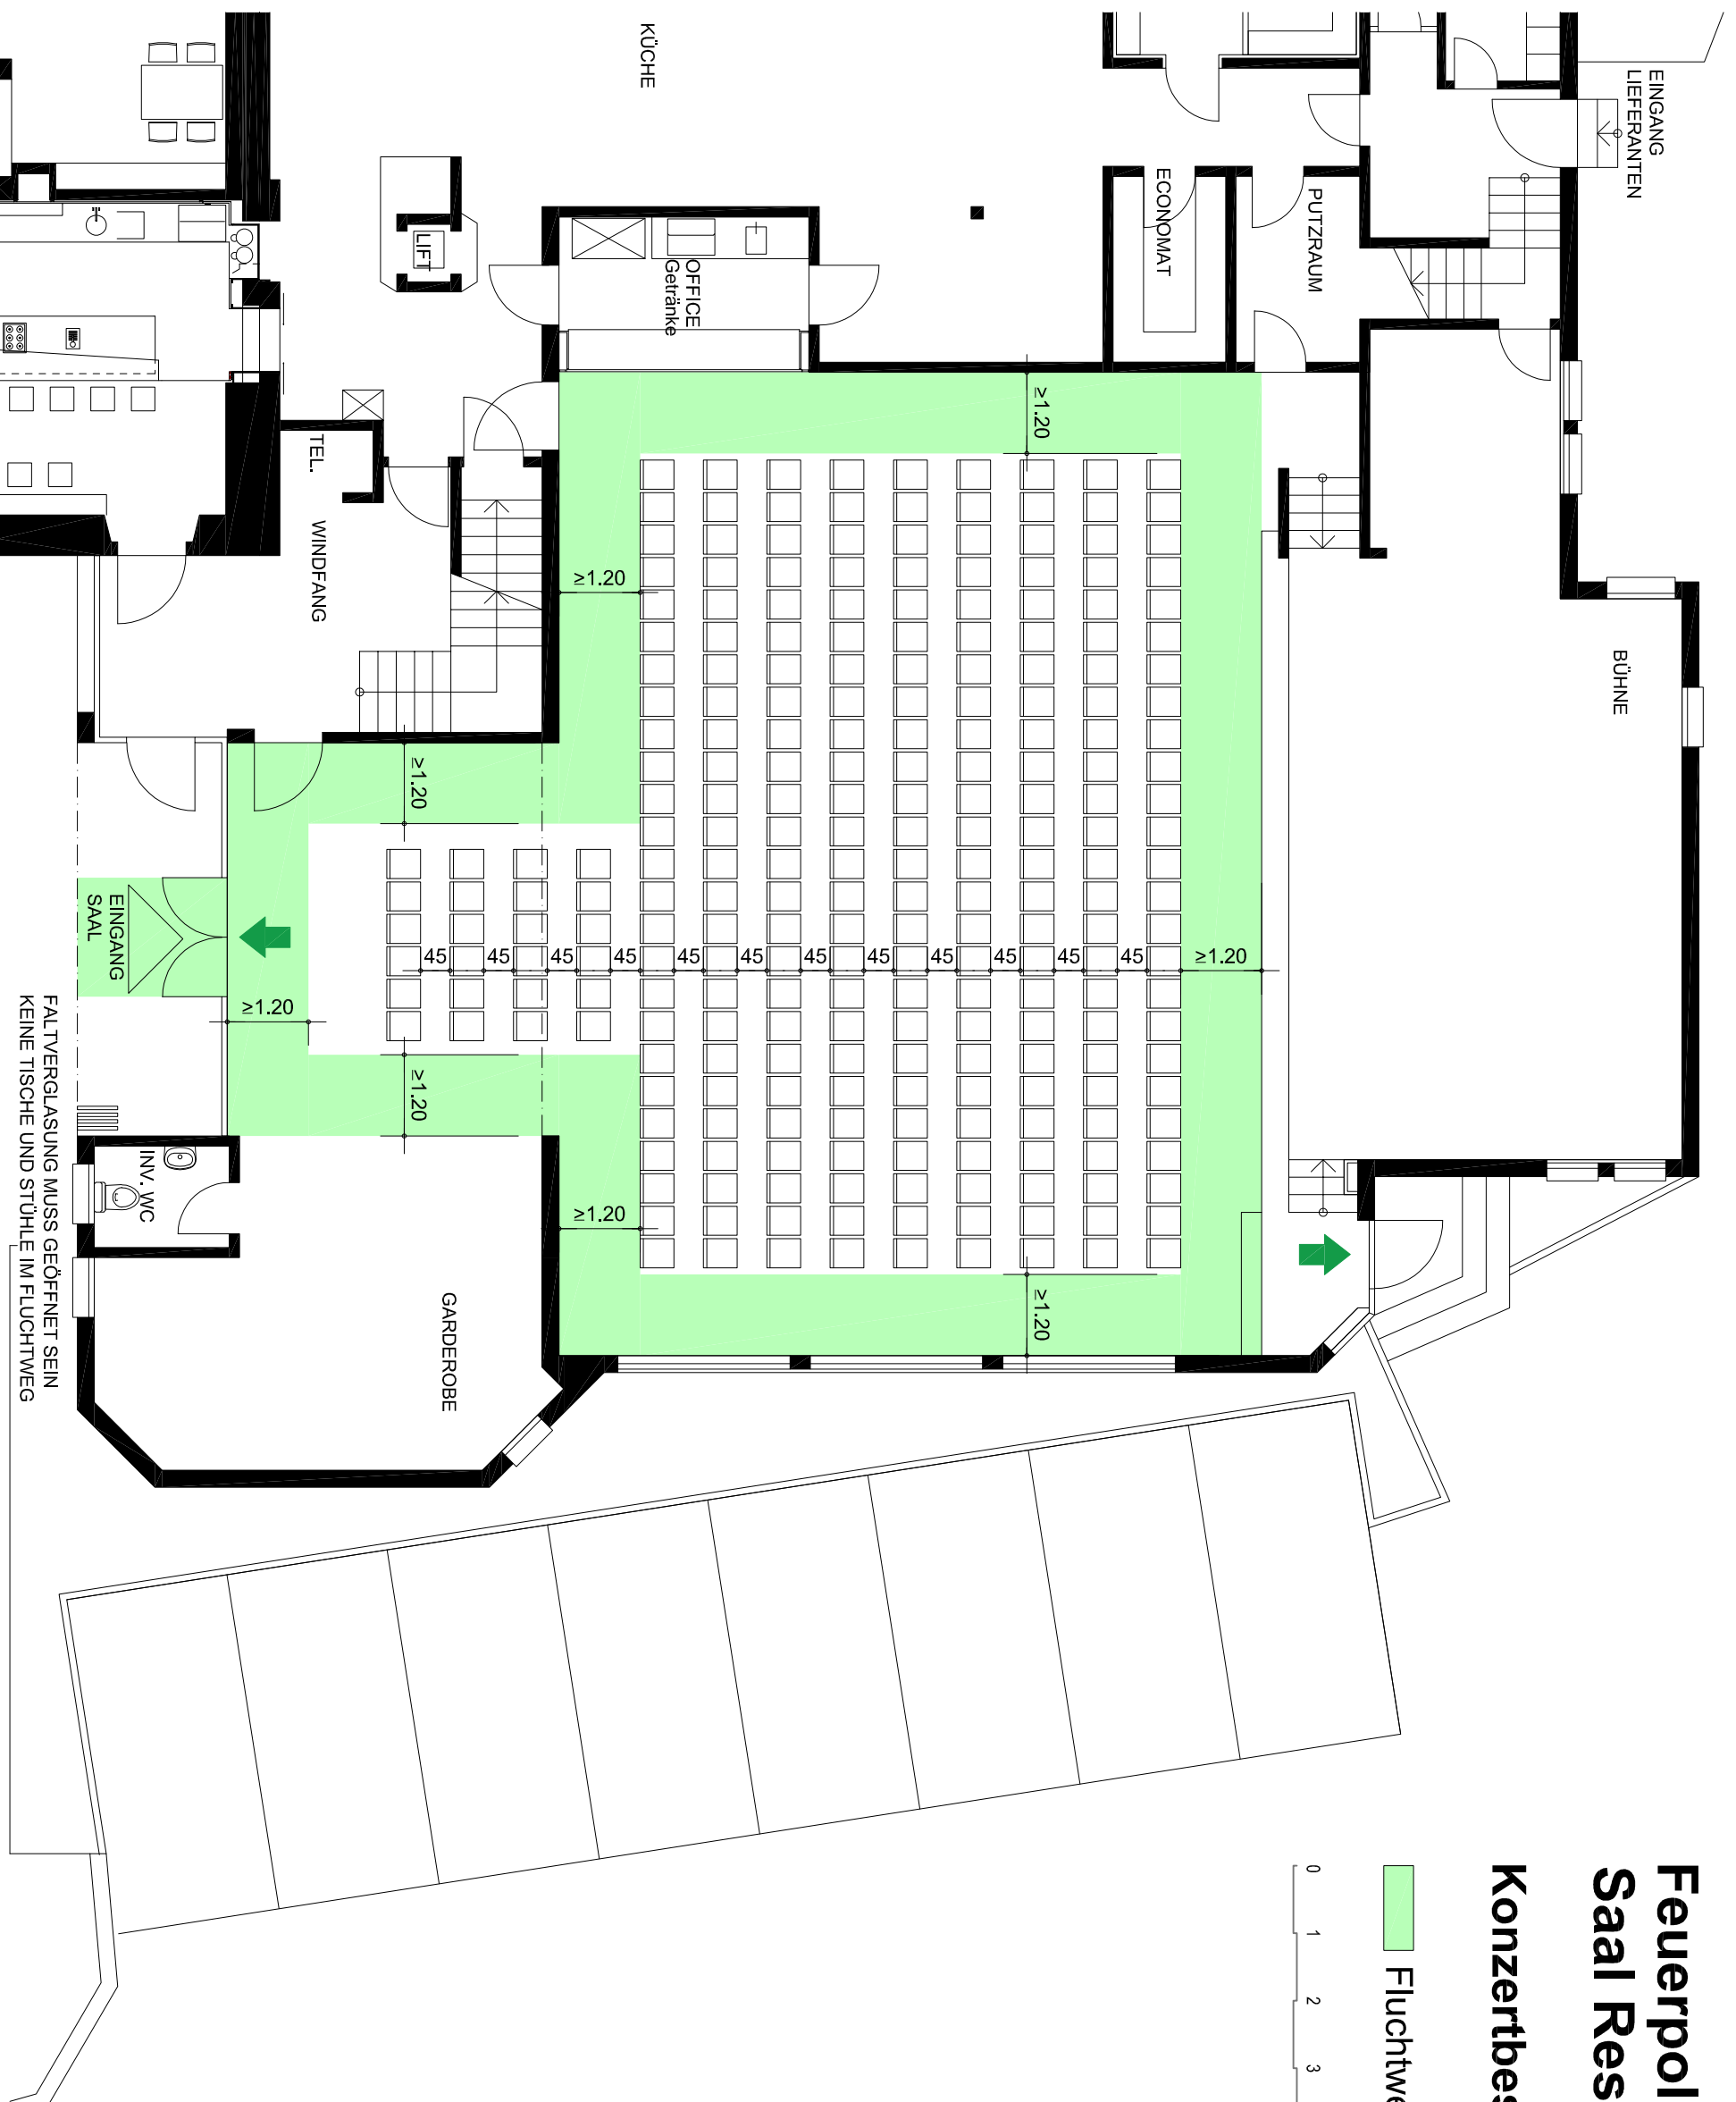 Feuerpol
Saal Res
Konzertbes
Fluchtwe
0 1 2 3
EINGANG
LIEFERANTEN
KÜCHE
PUTZRAUM
ECONOMAT
LIFT
OFFICE
Getränke
TEL.
WINDFANG
BÜHNE
≥1.20
≥1.20
≥1.20
≥1.20
≥1.20
≥1.20
≥1.20
≥1.20
45 45 45 45 45 45 45 45 45 45 45 45
EINGANG
SAAL
INV. WC
GARDEROBE
FALTVERGLASUNG MUSS GEÖFFNET SEIN
KEINE TISCHE UND STÜHLE IM FLUCHTWEG